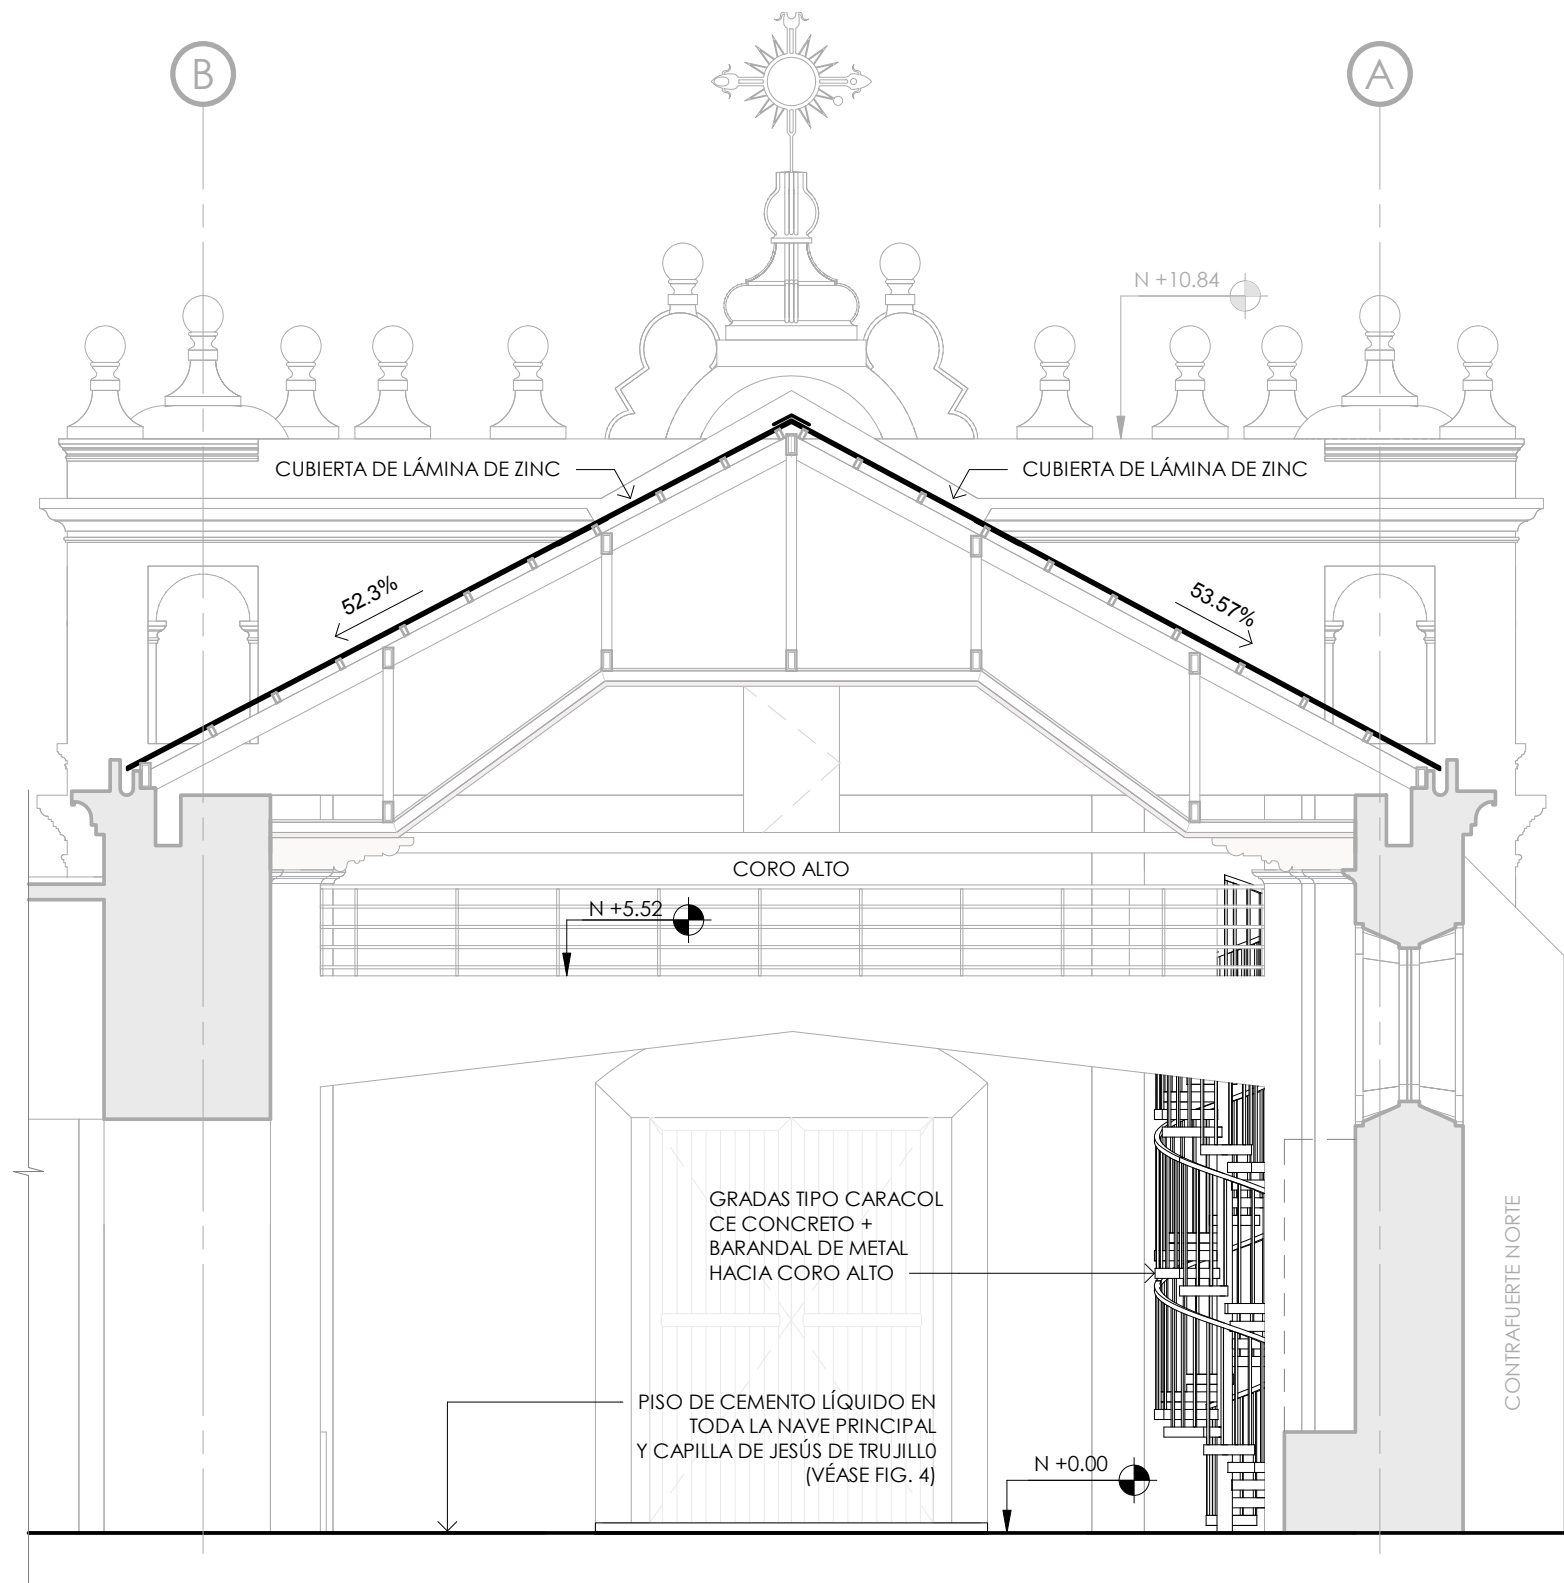 B
A
N +10.84
CUBIERTA DE LÁMINA DE ZINC
CUBIERTA DE LÁMINA DE ZINC
52.3%
53.57%
CORO ALTO
N +5.52
GRADAS TIPO CARACOL
CE CONCRETO +
BARANDAL DE METAL
HACIA CORO ALTO
CONTRAFUERTE NORTE
PISO DE CEMENTO LÍQUIDO EN
TODA LA NAVE PRINCIPAL
Y CAPILLA DE JESÚS DE TRUJILL0
(VÉASE FIG. 4)
N +0.00